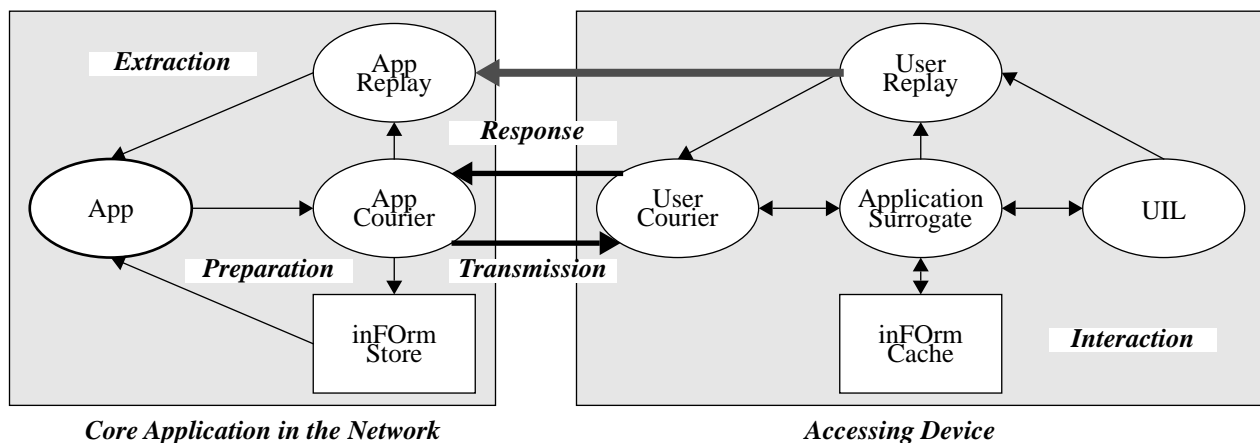 Extraction
App
Replay
User
Replay
Response
App
App
Courier
User
Courier
Application
Surrogate
UIL
Preparation
Transmission
inFOrm
Store
inFOrm
Cache
Interaction
Core Application in the Network
Accessing Device